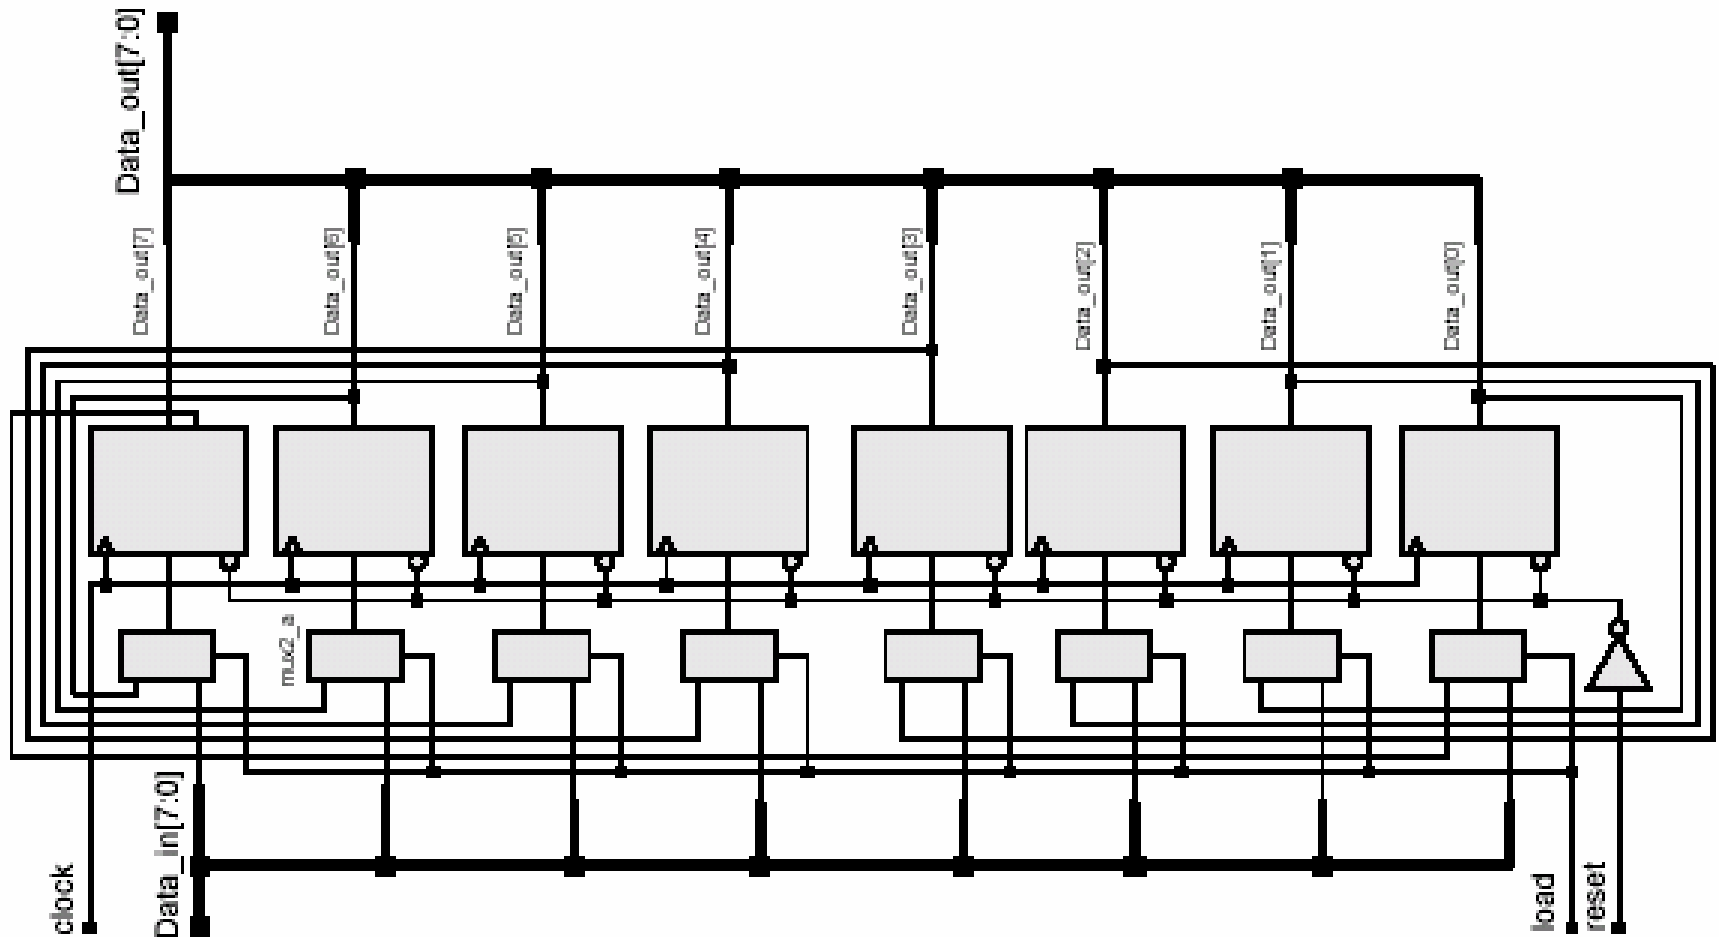 Data_out[7:0]
Data_out[7]
Data_out[6]
Data_out[5]
Data_out[4]
Data_out[3]
Data_out[2]
Data_out[1]
Data_out[0]
mux2_a
clock
Data_in[7:0]
load
reset